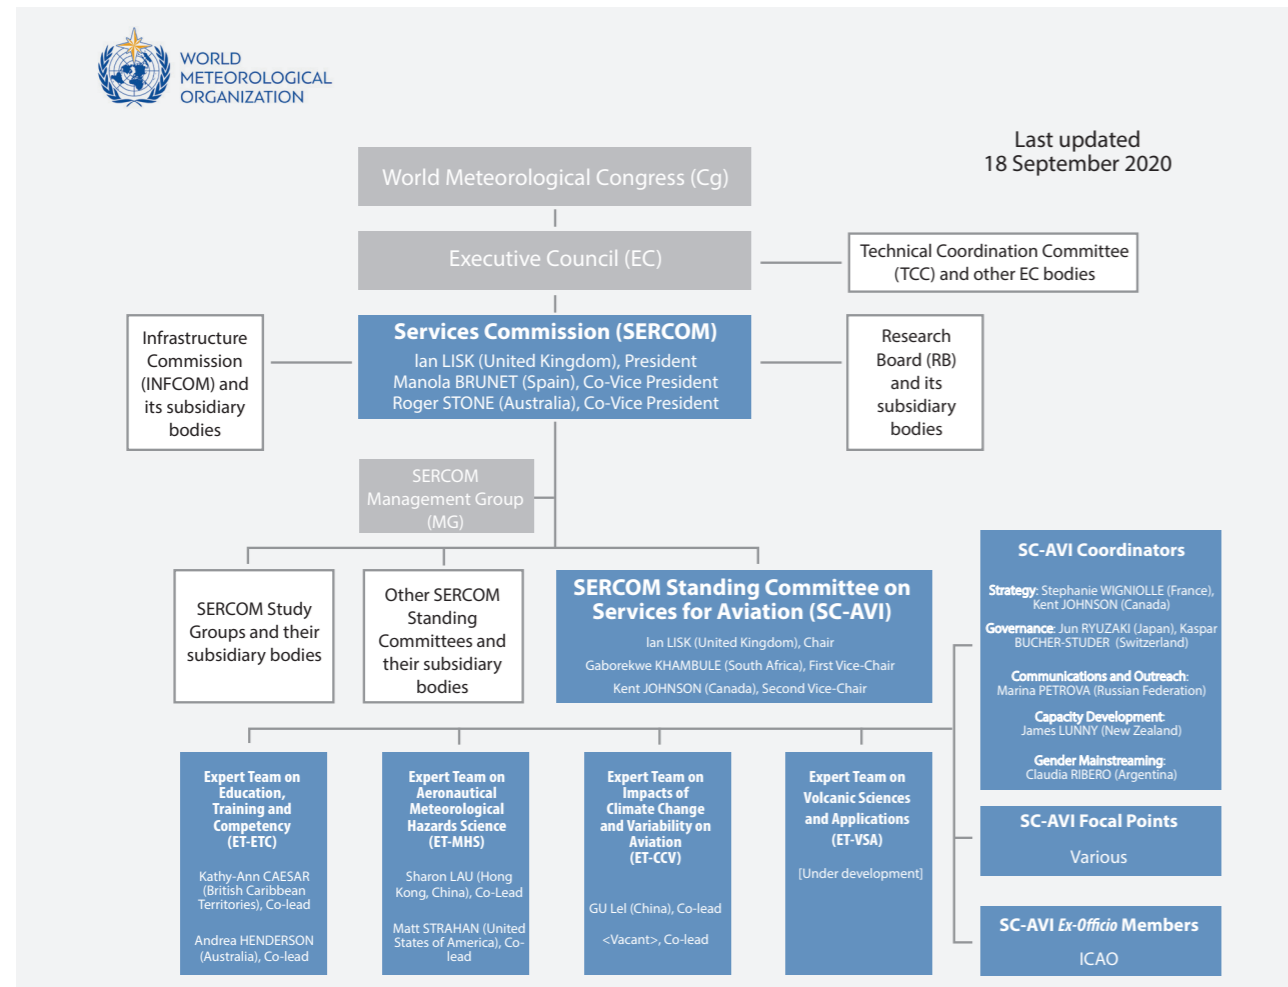 WORLD
METEOROLOGICAL
ORGANIZATION
Last updated
18 September 2020
World Meteorological Congress (Cg)
Executive Council (EC)
Technical Coordination Committee
(TCC) and other EC bodies
Infrastructure
Commission
(INFCOM) and
its subsidiary
bodies
Services Commission (SERCOM)
Ian LISK (United Kingdom), President
Manola BRUNET (Spain), Co-Vice President
Roger STONE (Australia), Co-Vice President
Research
Board (RB)
and its
subsidiary
bodies
SERCOM
Management Group
(MG)
SERCOM Study
Groups and their
subsidiary bodies
Other SERCOM
Standing
Committees and
their subsidiary
bodies
SERCOM Standing Committee on
Services for Aviation (SC-AVI)
Ian LISK (United Kingdom), Chair
Gaborekwe KHAMBULE (South Africa), First Vice-Chair
Kent JOHNSON (Canada), Second Vice-Chair
SC-AVI Coordinators
Strategy: Stephanie WIGNIOLLE (France),
Kent JOHNSON (Canada)
Governance: Jun RYUZAKI (Japan), Kaspar
BUCHER-STUDER (Switzerland)
Communications and Outreach:
Marina PETROVA (Russian Federation)
Capacity Development:
James LUNNY (New Zealand)
Gender Mainstreaming:
Claudia RIBERO (Argentina)
SC-AVI Focal Points
Various
SC-AVI Ex-Officio Members
ICAO
Expert Team on
Education,
Training and
Competency
(ET-ETC)
Kathy-Ann CAESAR
(British Caribbean
Territories), Co-lead
Andrea HENDERSON
(Australia), Co-lead
Expert Team on
Aeronautical
Meteorological
Hazards Science
(ET-MHS)
Sharon LAU (Hong
Kong, China), Co-Lead
Matt STRAHAN (United
States of America), Co-
lead
Expert Team on
Impacts of
Climate Change
and Variability on
Aviation
(ET-CCV)
GU Lel (China), Co-lead
<Vacant>, Co-lead
Expert Team on
Volcanic Sciences
and Applications
(ET-VSA)
[Under development]